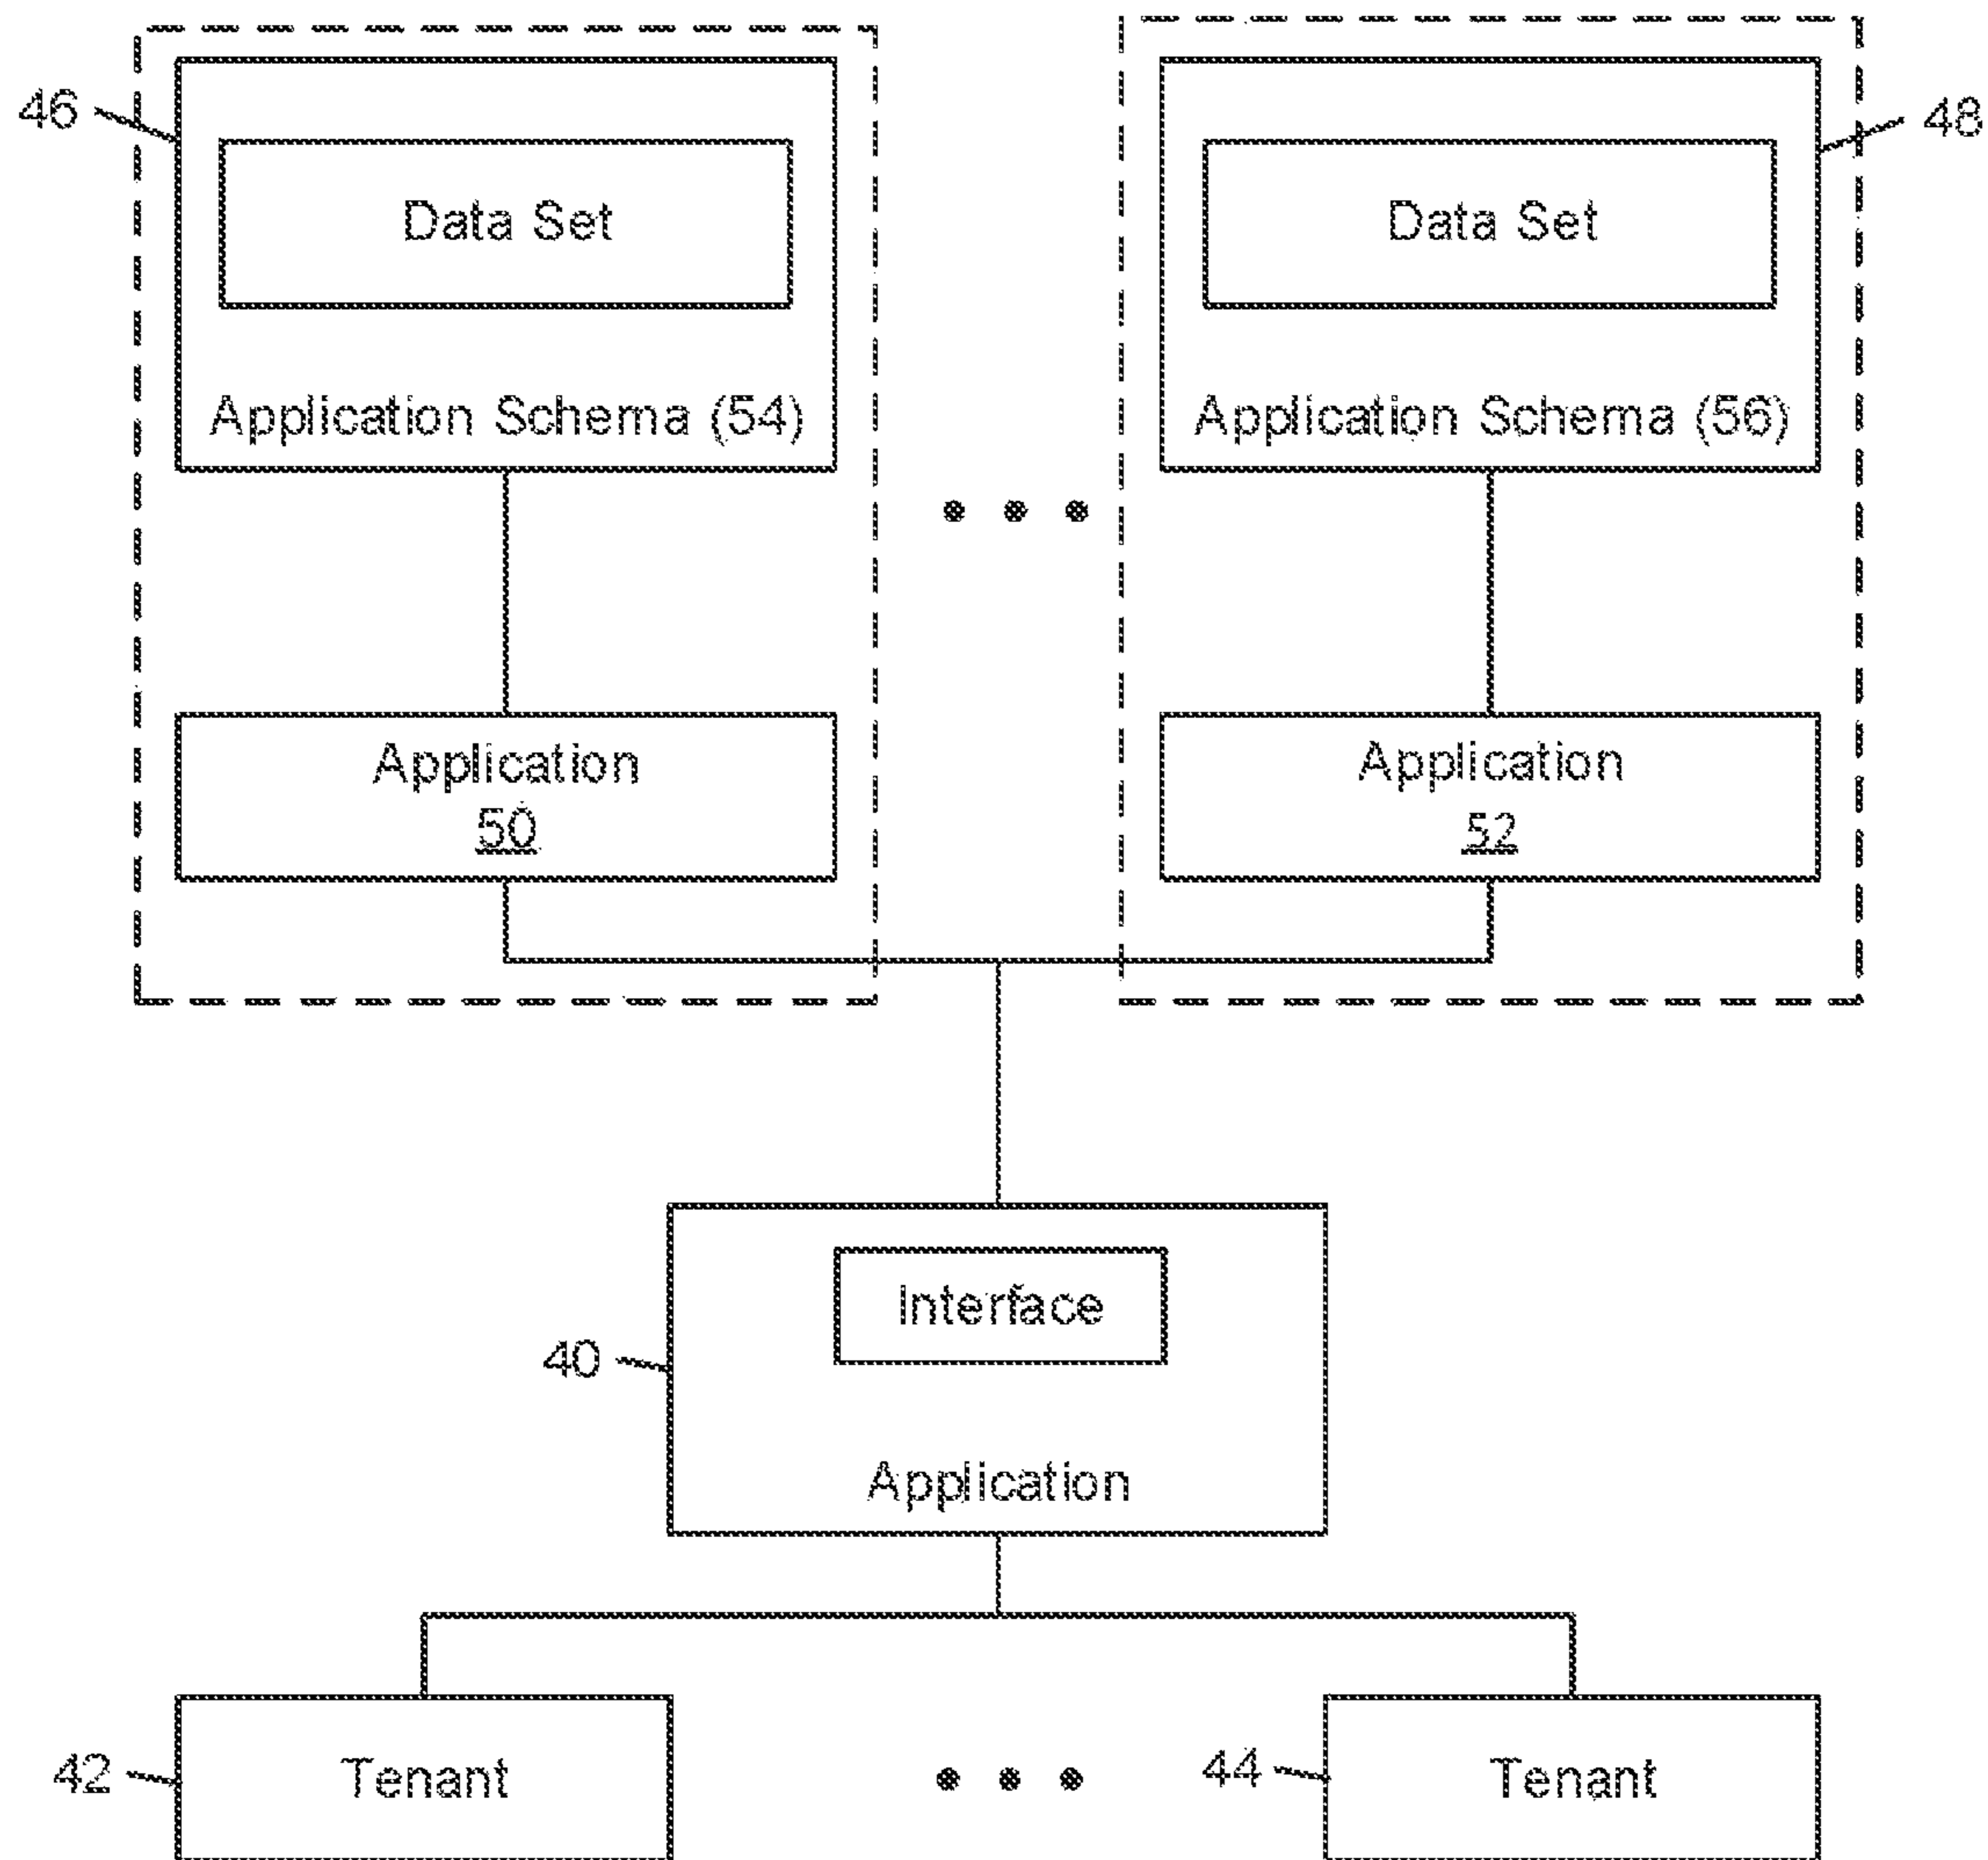 46
48
Data Set
Data Set
Application Schema (54)
Application Schema (56)
Application
50
Application
52
Interface
40
Application
42
Tenant
44
Tenant